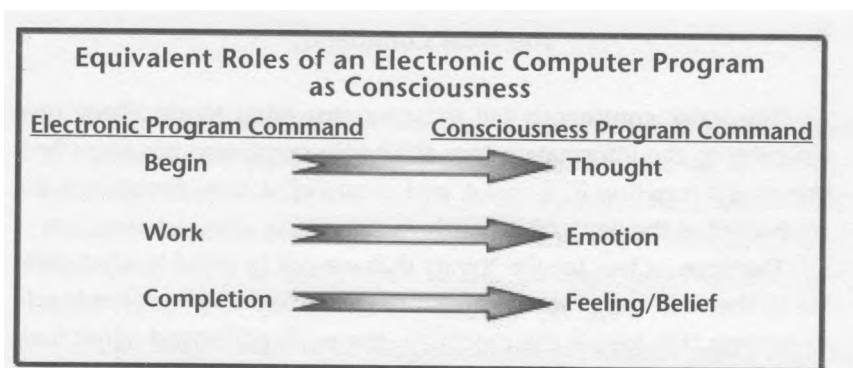 Equivalent Roles of an Electronic Computer Program
as Consciousness
Electronic Program Command Consciousness Program Command
Begin Thought
Work Emotion
Completion Feeling/Belief